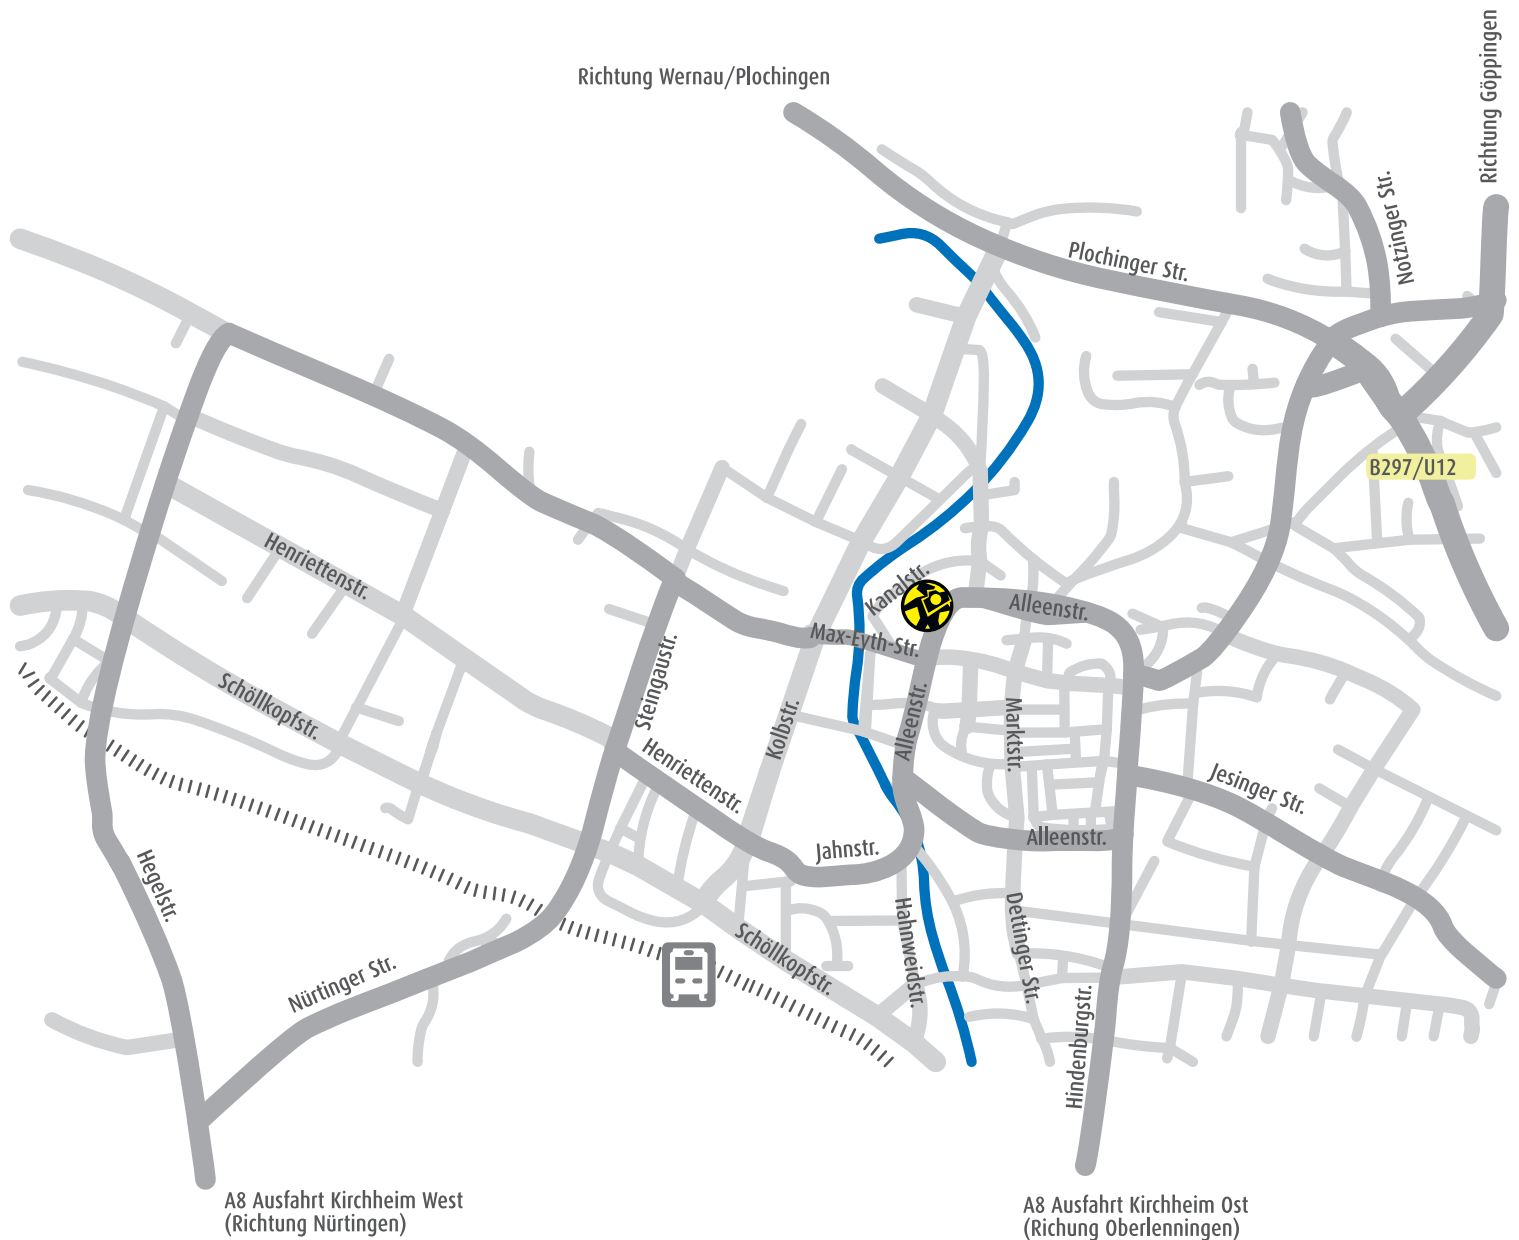 Richtung Göppingen
Richtung Wernau/Plochingen
Notzinger Str.
Plochinger Str.
B297/U12
Henriettenstr.
Kanalstr.
Alleenstr.
Max-Eyth-Str.
Steingaustr.
Schöllkopfstr.
Kolbstr.
Alleenstr.
Marktstr.
Henriettenstr.
Jesinger Str.
Alleenstr.
Jahnstr.
Hegelstr.
Hahnweidstr.
Dettinger Str.
Schöllkopfstr.
Nürtinger Str.
Hindenburgstr.
A8 Ausfahrt Kirchheim West
(Richtung Nürtingen)
A8 Ausfahrt Kirchheim Ost
(Richung Oberlenningen)